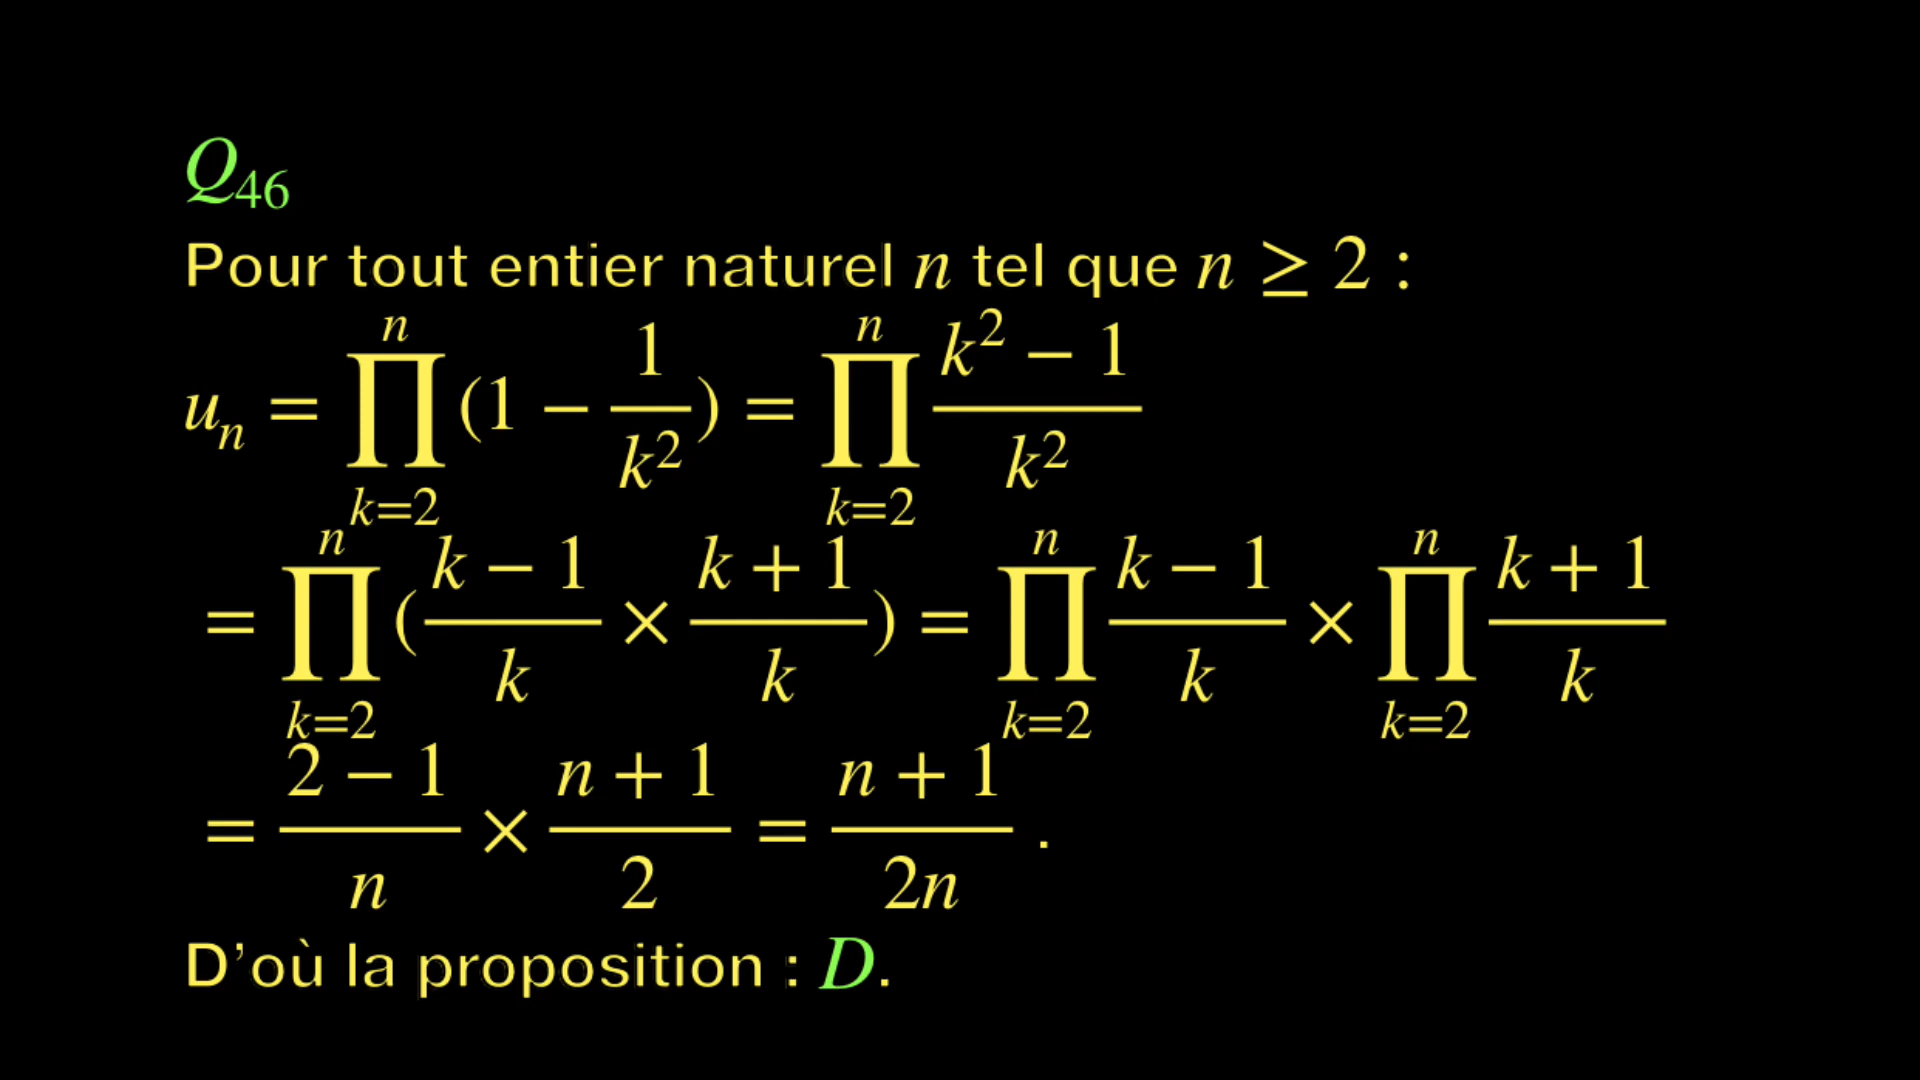 Q₄₆
Pour tout entier naturel n tel que n ≥ 2 :
uₙ = ∏_{k=2}^{n} (1 − 1/k²) = ∏_{k=2}^{n} (k² − 1)/k²
= ∏_{k=2}^{n} ((k − 1)/k × (k + 1)/k) = ∏_{k=2}^{n} (k − 1)/k × ∏_{k=2}^{n} (k + 1)/k
= (2 − 1)/n × (n + 1)/2 = (n + 1)/2n .
D’où la proposition : D.